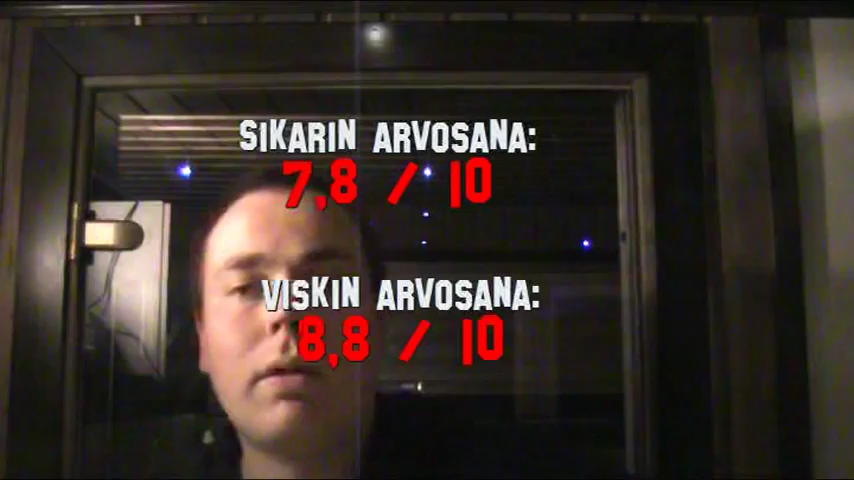 SIKARIN ARVOSANA:
7,8 / 10
VISKIN ARVOSANA:
8,8 / 10